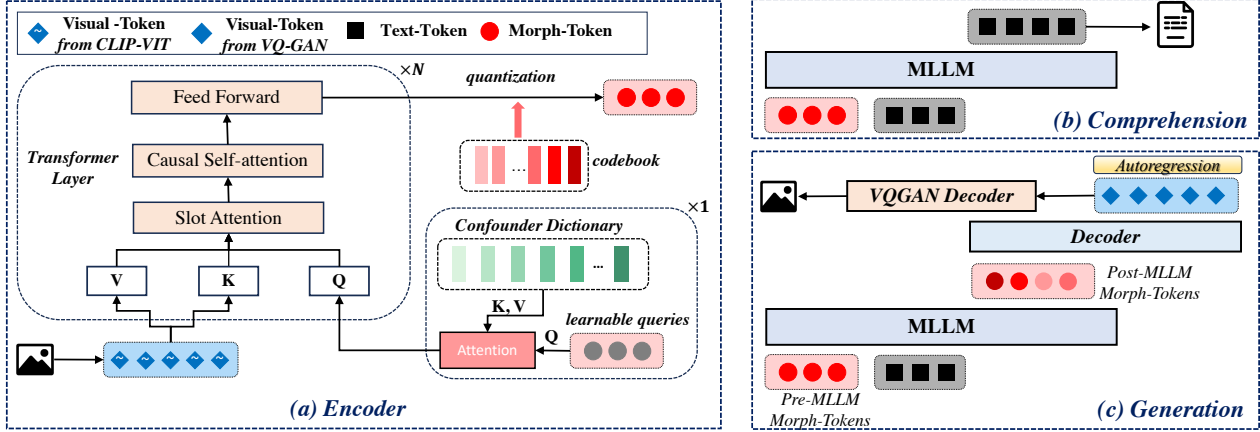 Visual -Token
from CLIP-VIT
Visual-Token
from VQ-GAN
Text-Token
Morph-Token
×N
Feed Forward
quantization
Transformer
Layer
Causal Self-attention
codebook
...
Slot Attention
×1
Confounder Dictionary
...
V
K
Q
K, V
learnable queries
Attention
Q
(a) Encoder
MLLM
(b) Comprehension
Autoregression
VQGAN Decoder
Decoder
Post-MLLM
Morph-Tokens
MLLM
Pre-MLLM
Morph-Tokens
(c) Generation